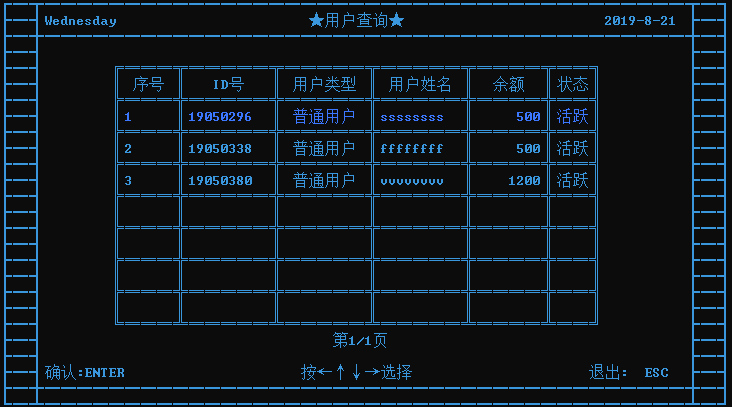 Wednesday ★用户查询★ 2019-8-21
序号 ID号 用户类型 用户姓名 余额 状态
1 19050296 普通用户 ssssssss 500 活跃
2 19050338 普通用户 ffffffff 500 活跃
3 19050380 普通用户 vvvvvvvv 1200 活跃
第1/1页
确认:ENTER 按←↑↓→选择 退出: ESC